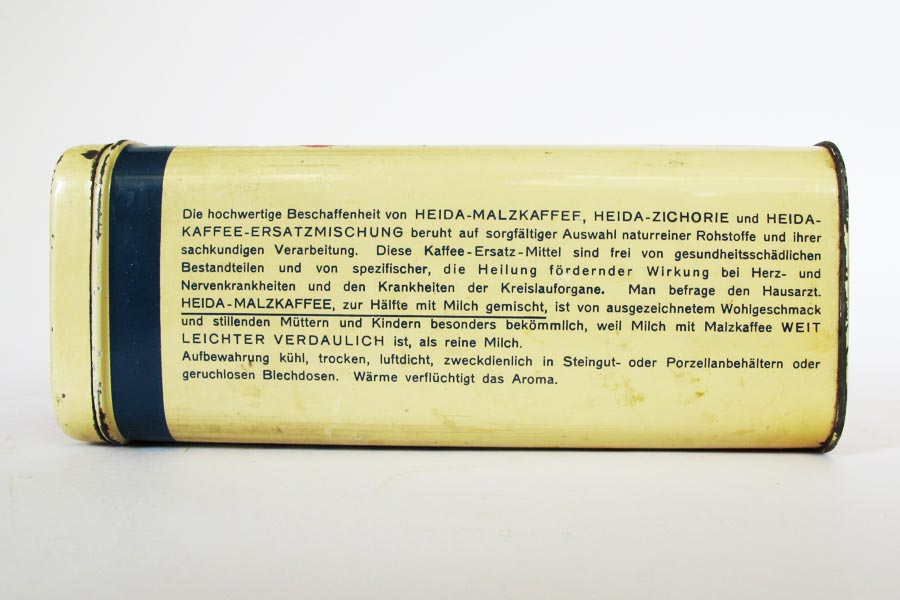 Die hochwertige Beschaffenheit von HEIDA-MALZKAFFEF, HEIDA-ZICHORIE und HEIDA-
KAFFEE-ERSATZMISCHUNG beruht auf sorgfältiger Auswahl naturreiner Rohstoffe und ihrer
sachkundigen Verarbeitung. Diese Kaffee-Ersatz-Mittel sind frei von gesundheitsschädlichen
Bestandteilen und von spezifischer, die Heilung fördernder Wirkung bei Herz- und
Nervenkrankheiten und den Krankheiten der Kreislauforgane. Man befrage den Hausarzt.
HEIDA-MALZKAFFEE, zur Hälfte mit Milch gemischt, ist von ausgezeichnetem Wohlgeschmack
und stillenden Müttern und Kindern besonders bekömmlich, weil Milch mit Malzkaffee WEIT
LEICHTER VERDAULICH ist, als reine Milch.
Aufbewahrung kühl, trocken, luftdicht, zweckdienlich in Steingut- oder Porzellanbehältern oder
geruchlosen Blechdosen. Wärme verflüchtigt das Aroma.